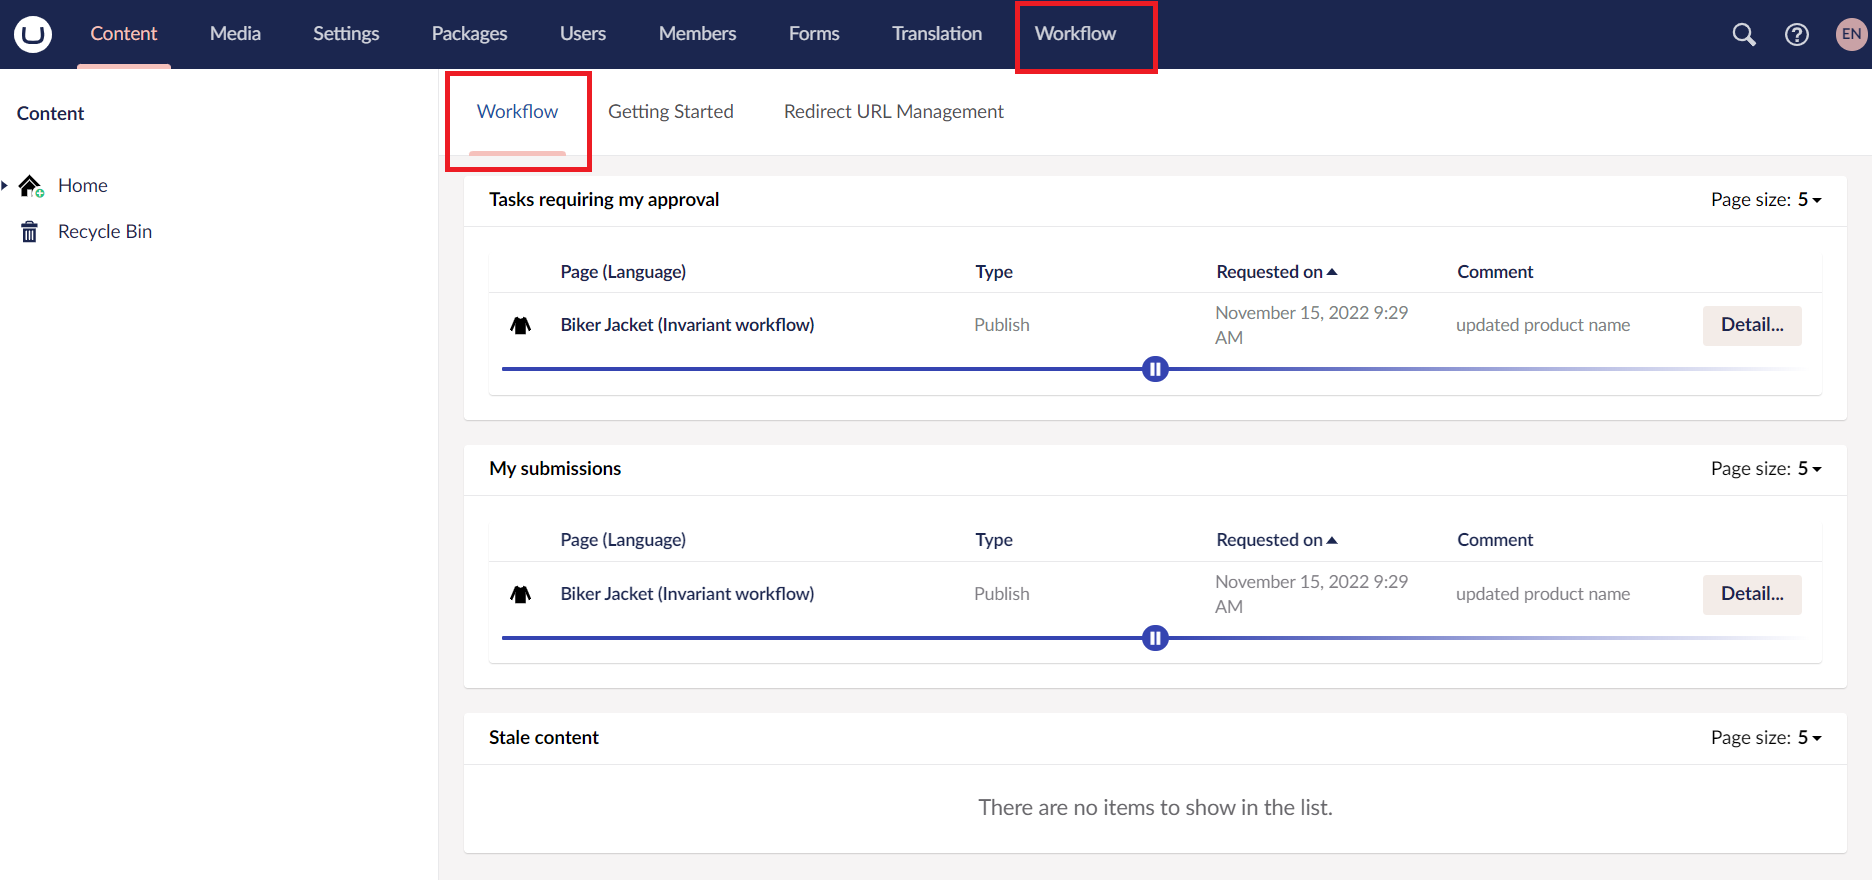 Content Media Settings Packages Users Members Forms Translation Workflow EN
Content
Home
Recycle Bin
Workflow Getting Started Redirect URL Management
Tasks requiring my approval Page size: 5
Page (Language) Type Requested on Comment
Biker Jacket (Invariant workflow) Publish November 15, 2022 9:29 AM updated product name Detail...
My submissions Page size: 5
Page (Language) Type Requested on Comment
Biker Jacket (Invariant workflow) Publish November 15, 2022 9:29 AM updated product name Detail...
Stale content Page size: 5
There are no items to show in the list.